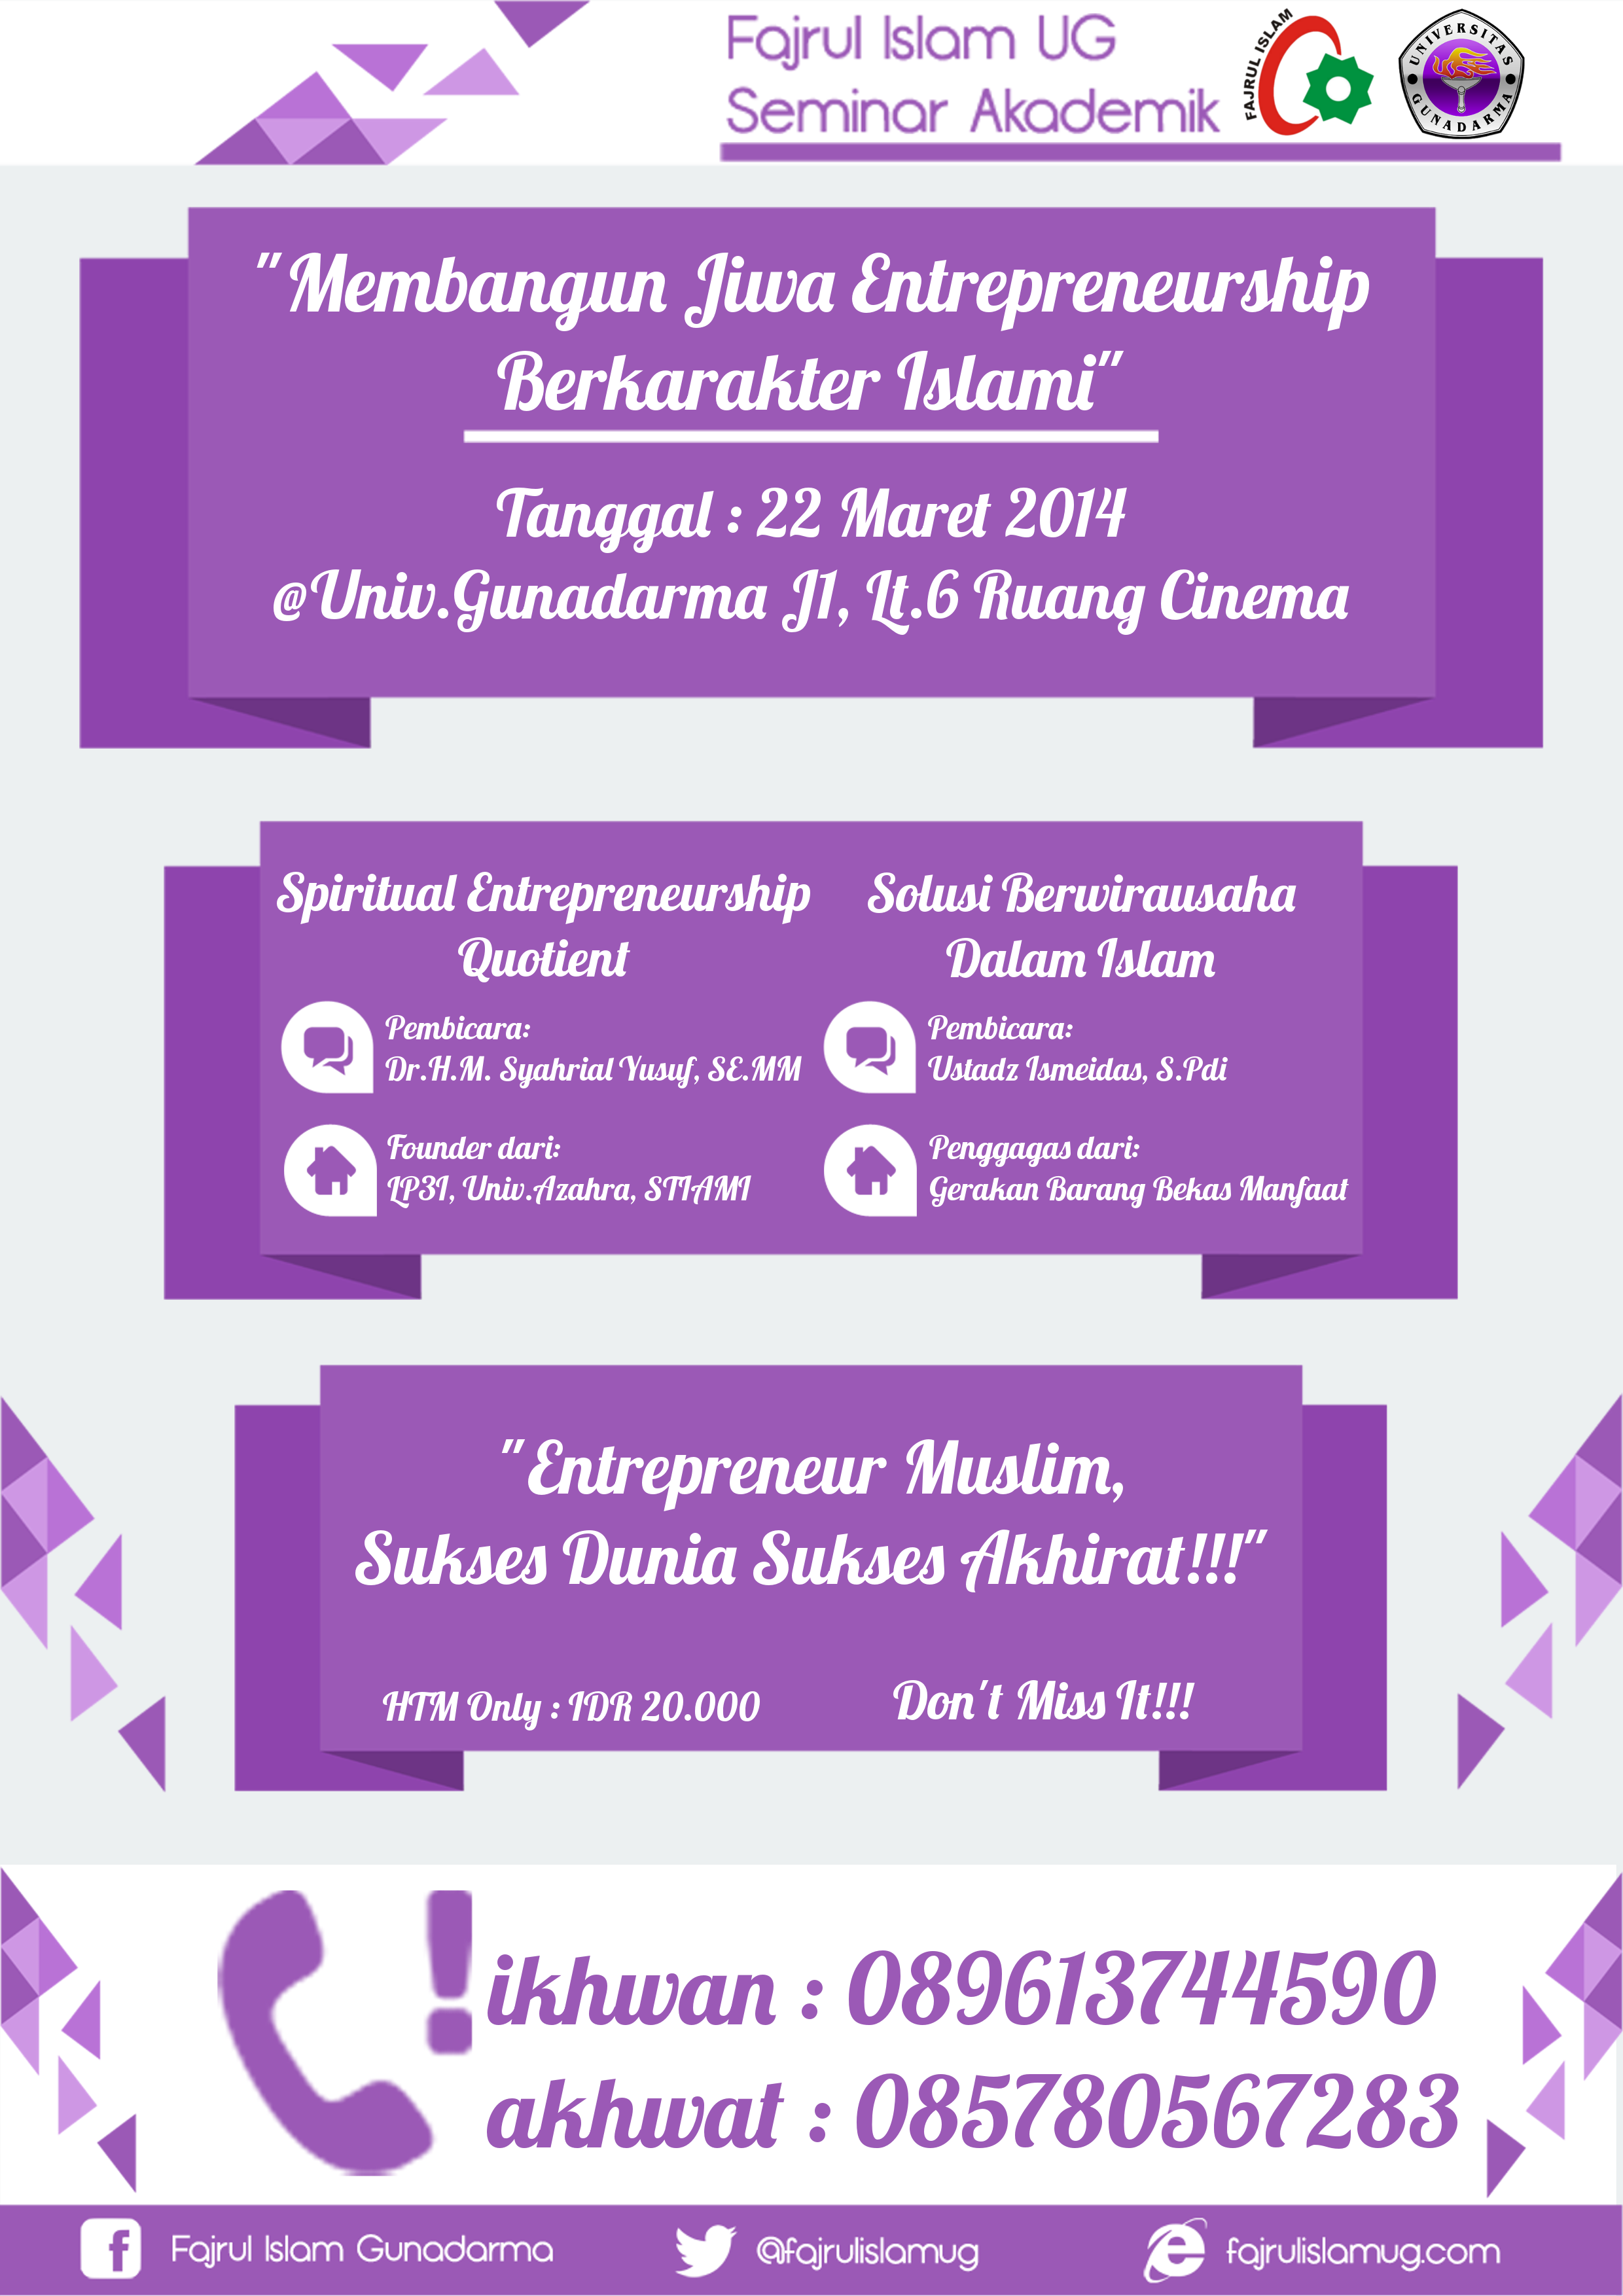 Fajrul Islam UG
Seminar Akademik
FAJRUL ISLAM
UNIVERSITAS
GUNADARMA
"Membangun Jiwa Entrepreneurship
Berkarakter Islami"
Tanggal : 22 Maret 2014
@Univ.Gunadarma J1, Lt.6 Ruang Cinema
Spiritual Entrepreneurship
Quotient
Pembicara:
Dr.H.M. Syahrial Yusuf, SE.MM
Founder dari:
LP3I, Univ.Azahra, STIAMI
Solusi Berwirausaha
Dalam Islam
Pembicara:
Ustadz Ismeidas, S.Pdi
Penggagas dari:
Gerakan Barang Bekas Manfaat
"Entrepreneur Muslim,
Sukses Dunia Sukses Akhirat!!!"
HTM Only : IDR 20.000
Don't Miss It!!!
ikhwan : 089613744590
akhwat : 085780567283
Fajrul Islam Gunadarma
@fajrulislamug
fajrulislamug.com